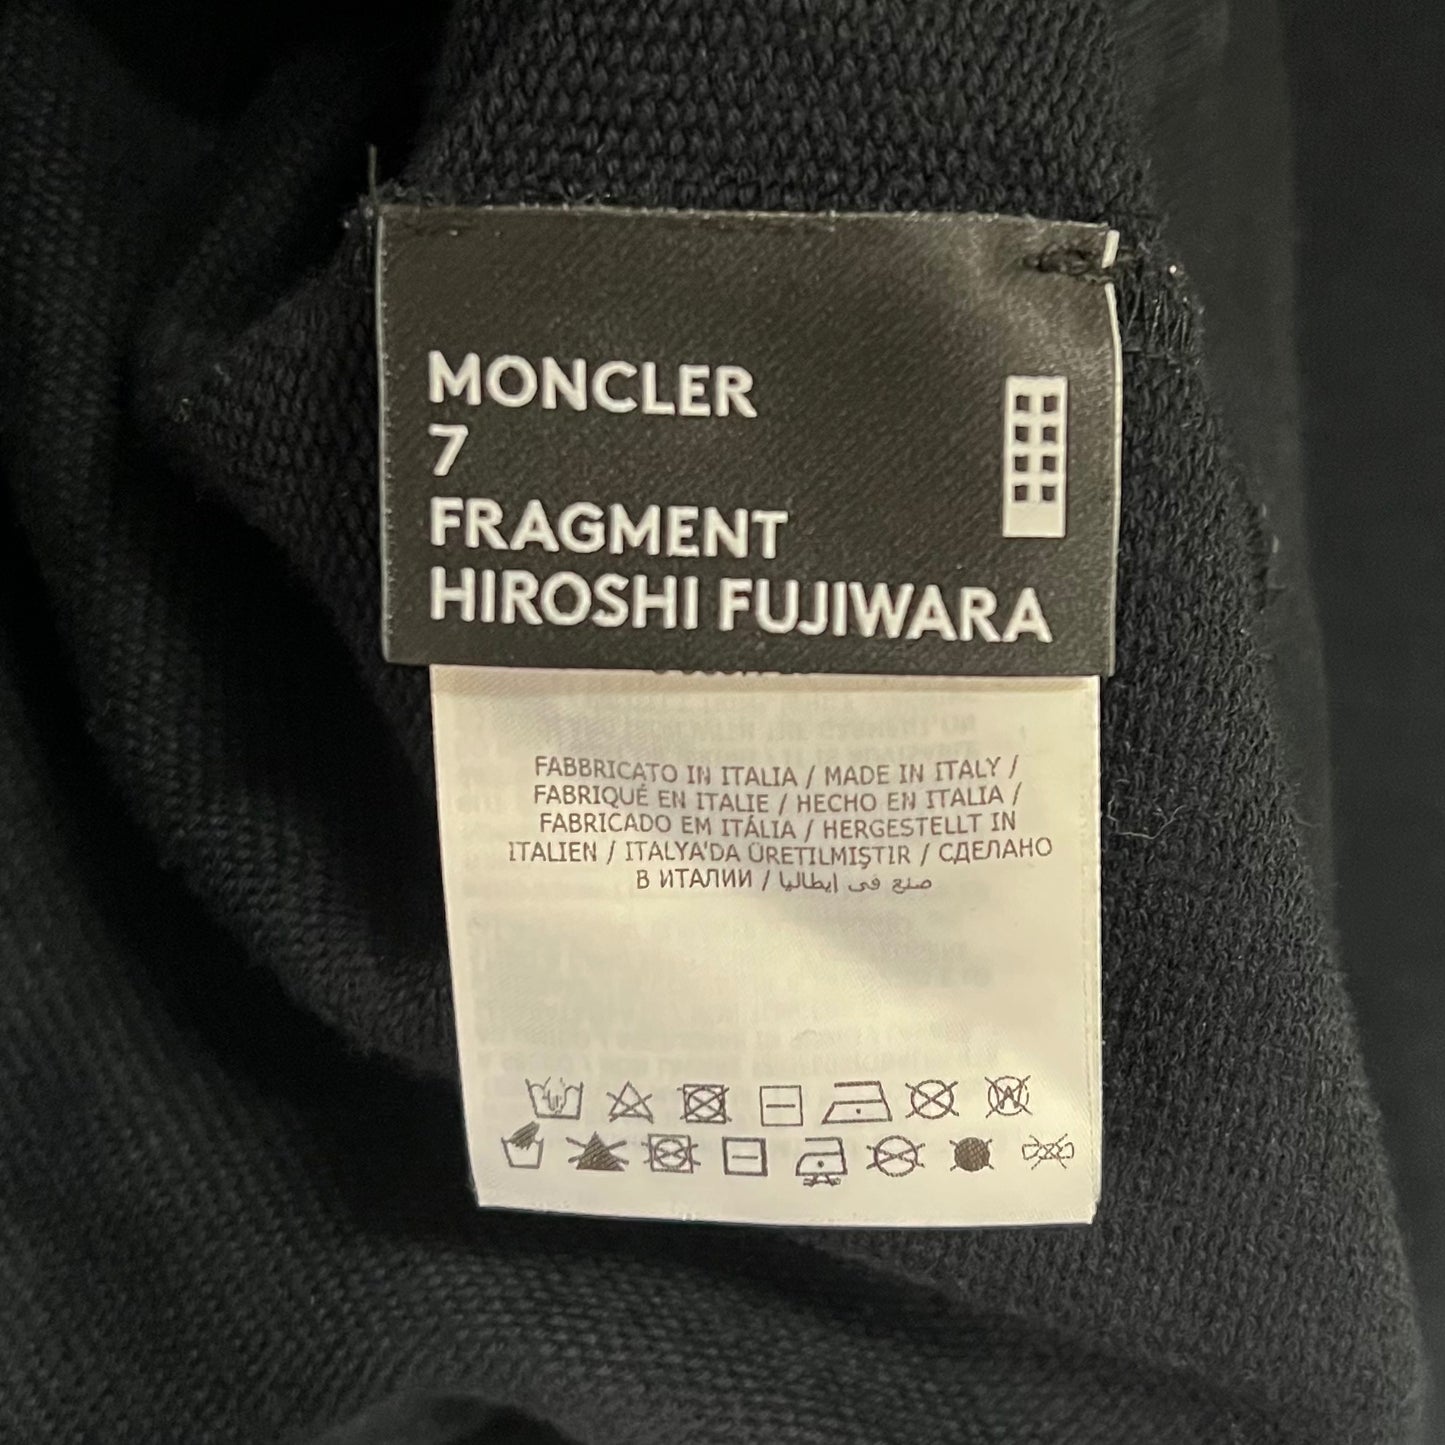 MONCLER
7
FRAGMENT
HIROSHI FUJIWARA
FABBRICATO IN ITALIA / MADE IN ITALY /
FABRIQUÉ EN ITALIE / HECHO EN ITALIA /
FABRICADO EM ITÁLIA / HERGESTELLT IN
ITALIEN / ITALYA'DA ÜRETILMIŞTIR / СДЕЛАНО
В ИТАЛИИ / صنع في إيطاليا
W